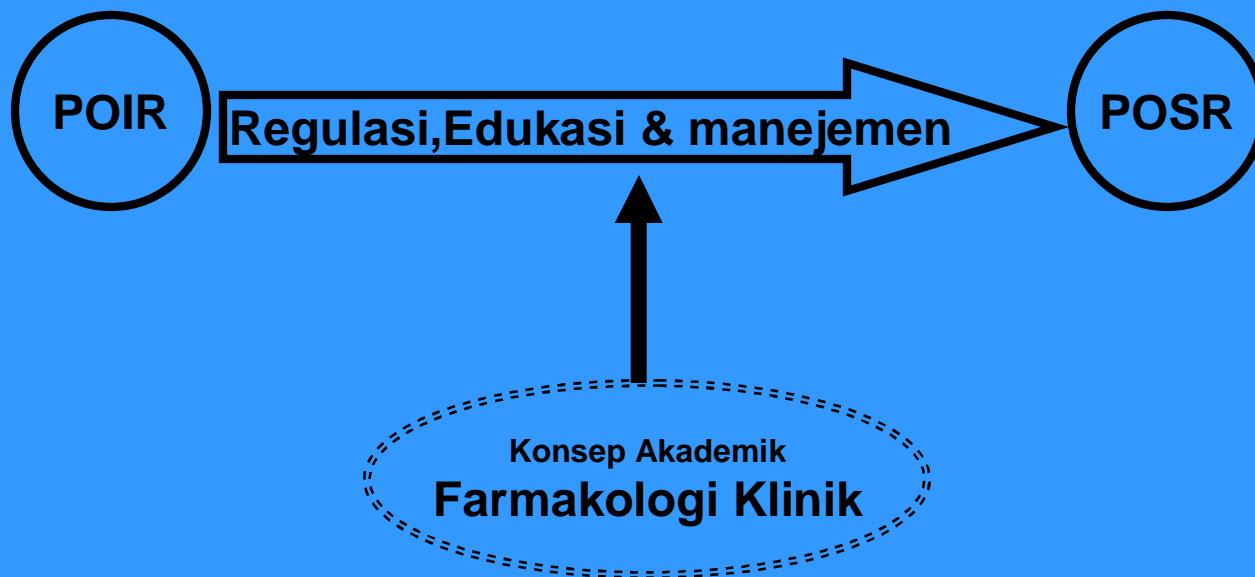 POIR
Regulasi,Edukasi & manejemen
POSR
Konsep Akademik
Farmakologi Klinik